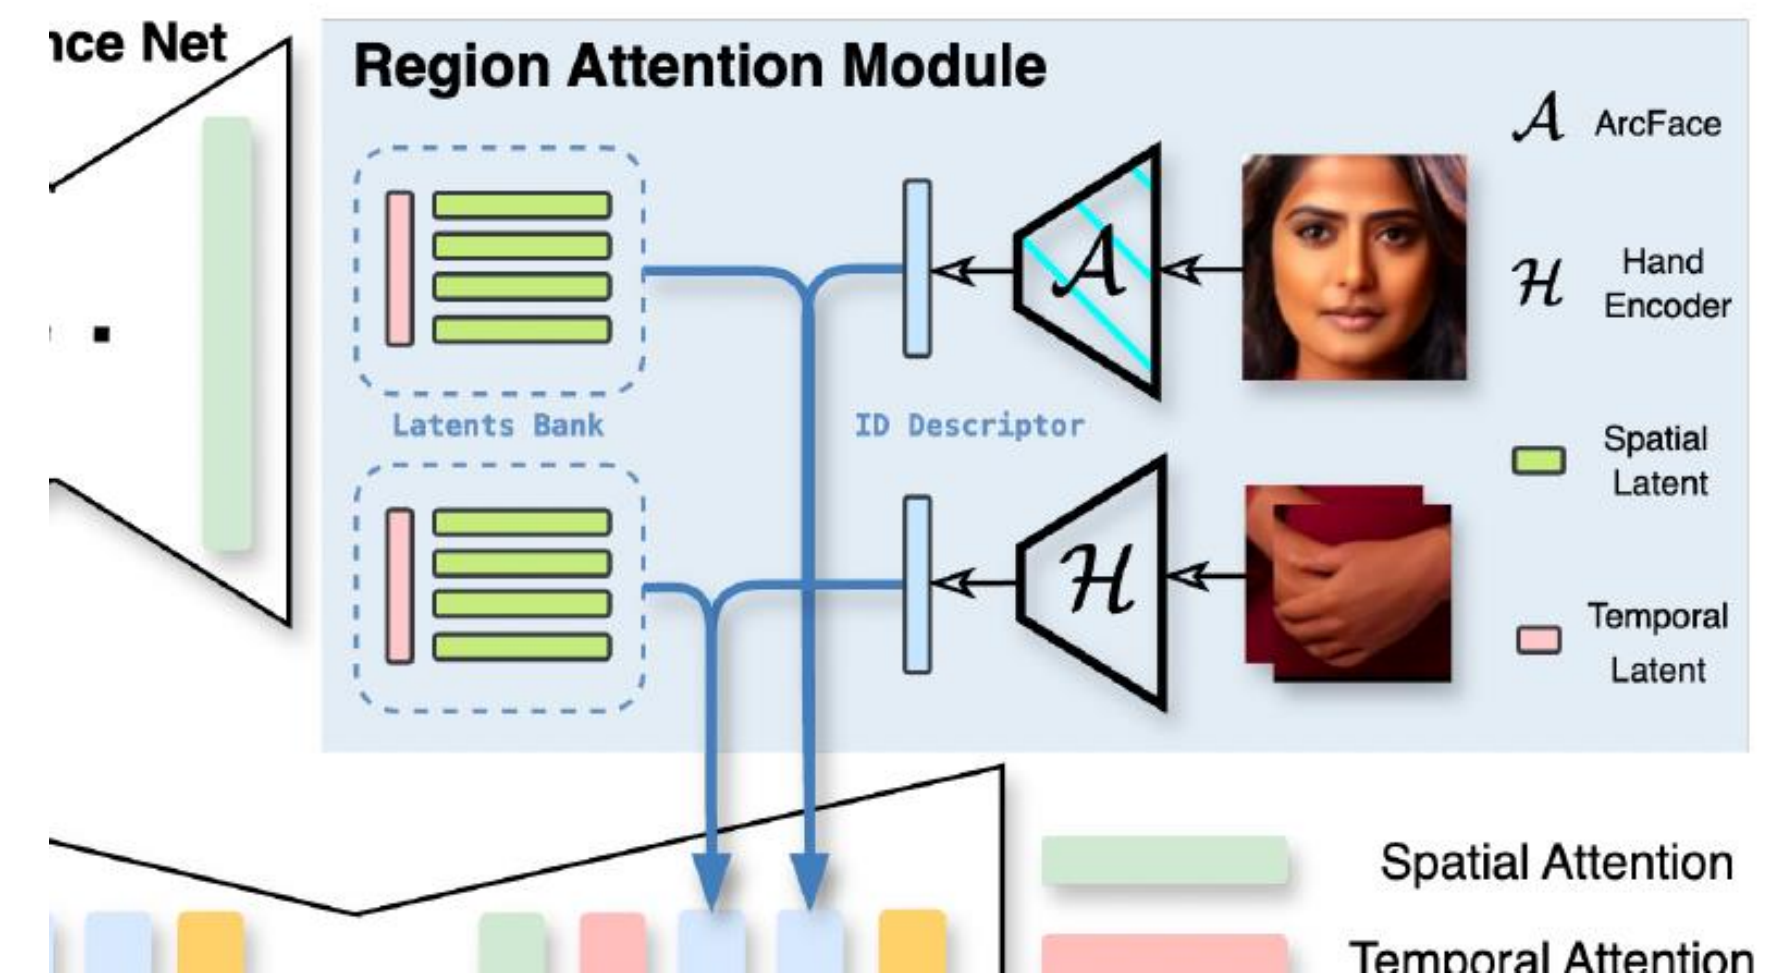 nce Net
Region Attention Module
𝒜 ArcFace
𝒜
ℋ Hand
Encoder
Latents Bank
ID Descriptor
Spatial
Latent
ℋ
Temporal
Latent
Spatial Attention
Temporal Attention